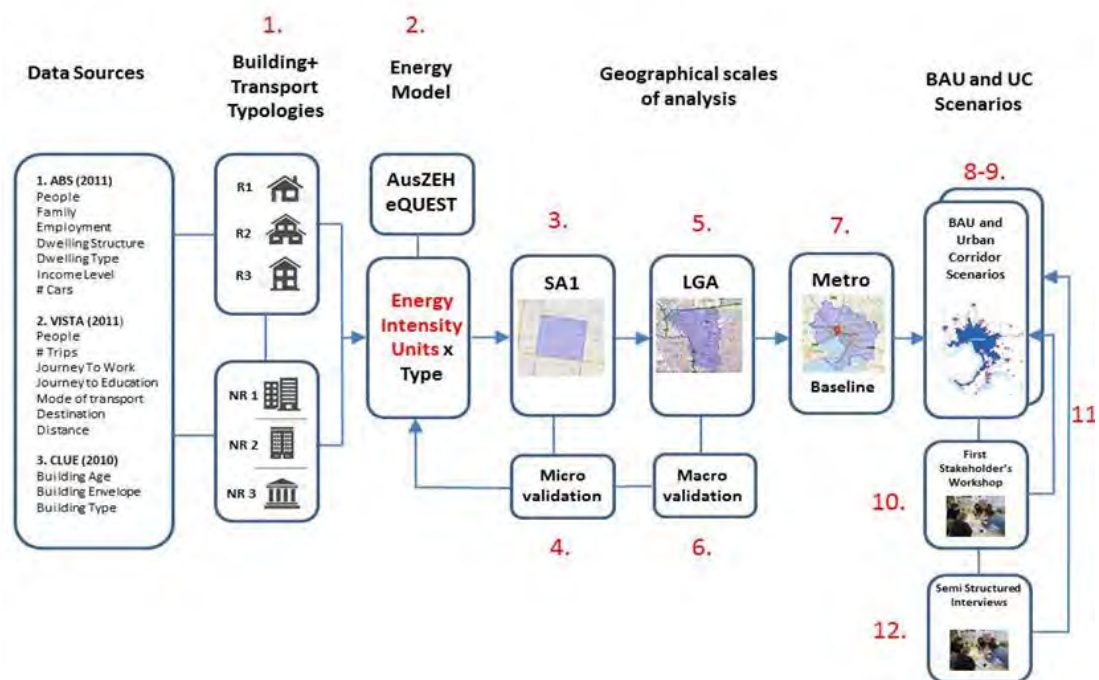 1.
2.
Data Sources
Building+
Transport
Typologies
Energy
Model
Geographical scales
of analysis
BAU and UC
Scenarios
1. ABS (2011)
People
Family
Employment
Dwelling Structure
Dwelling Type
Income Level
# Cars
2. VISTA (2011)
People
# Trips
Journey To Work
Journey to Education
Mode of transport
Destination
Distance
3. CLUE (2010)
Building Age
Building Envelope
Building Type
R1
R2
R3
NR 1
NR 2
NR 3
AusZEH
eQUEST
Energy
Intensity
Units x
Type
3.
SA1
5.
LGA
7.
Metro
Baseline
Micro
validation
4.
Macro
validation
6.
8-9.
BAU and
Urban
Corridor
Scenarios
11.
First
Stakeholder's
Workshop
10.
Semi Structured
Interviews
12.